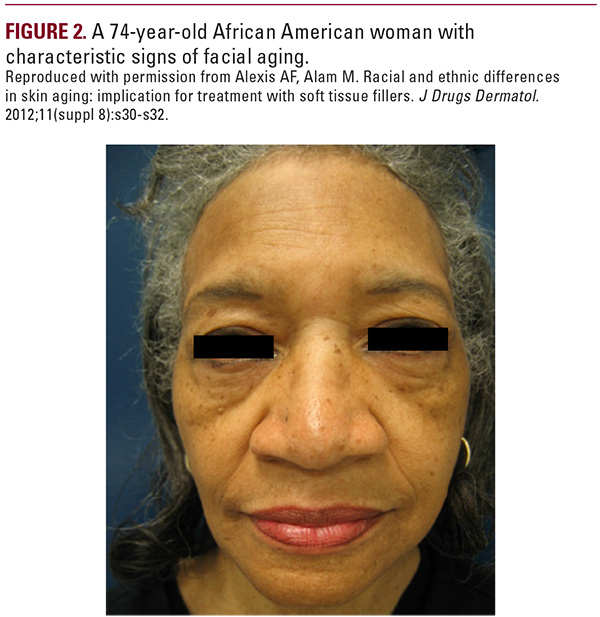 FIGURE 2. A 74-year-old African American woman with
characteristic signs of facial aging.
Reproduced with permission from Alexis AF, Alam M. Racial and ethnic differences
in skin aging: implication for treatment with soft tissue fillers. J Drugs Dermatol.
2012;11(suppl 8):s30-s32.